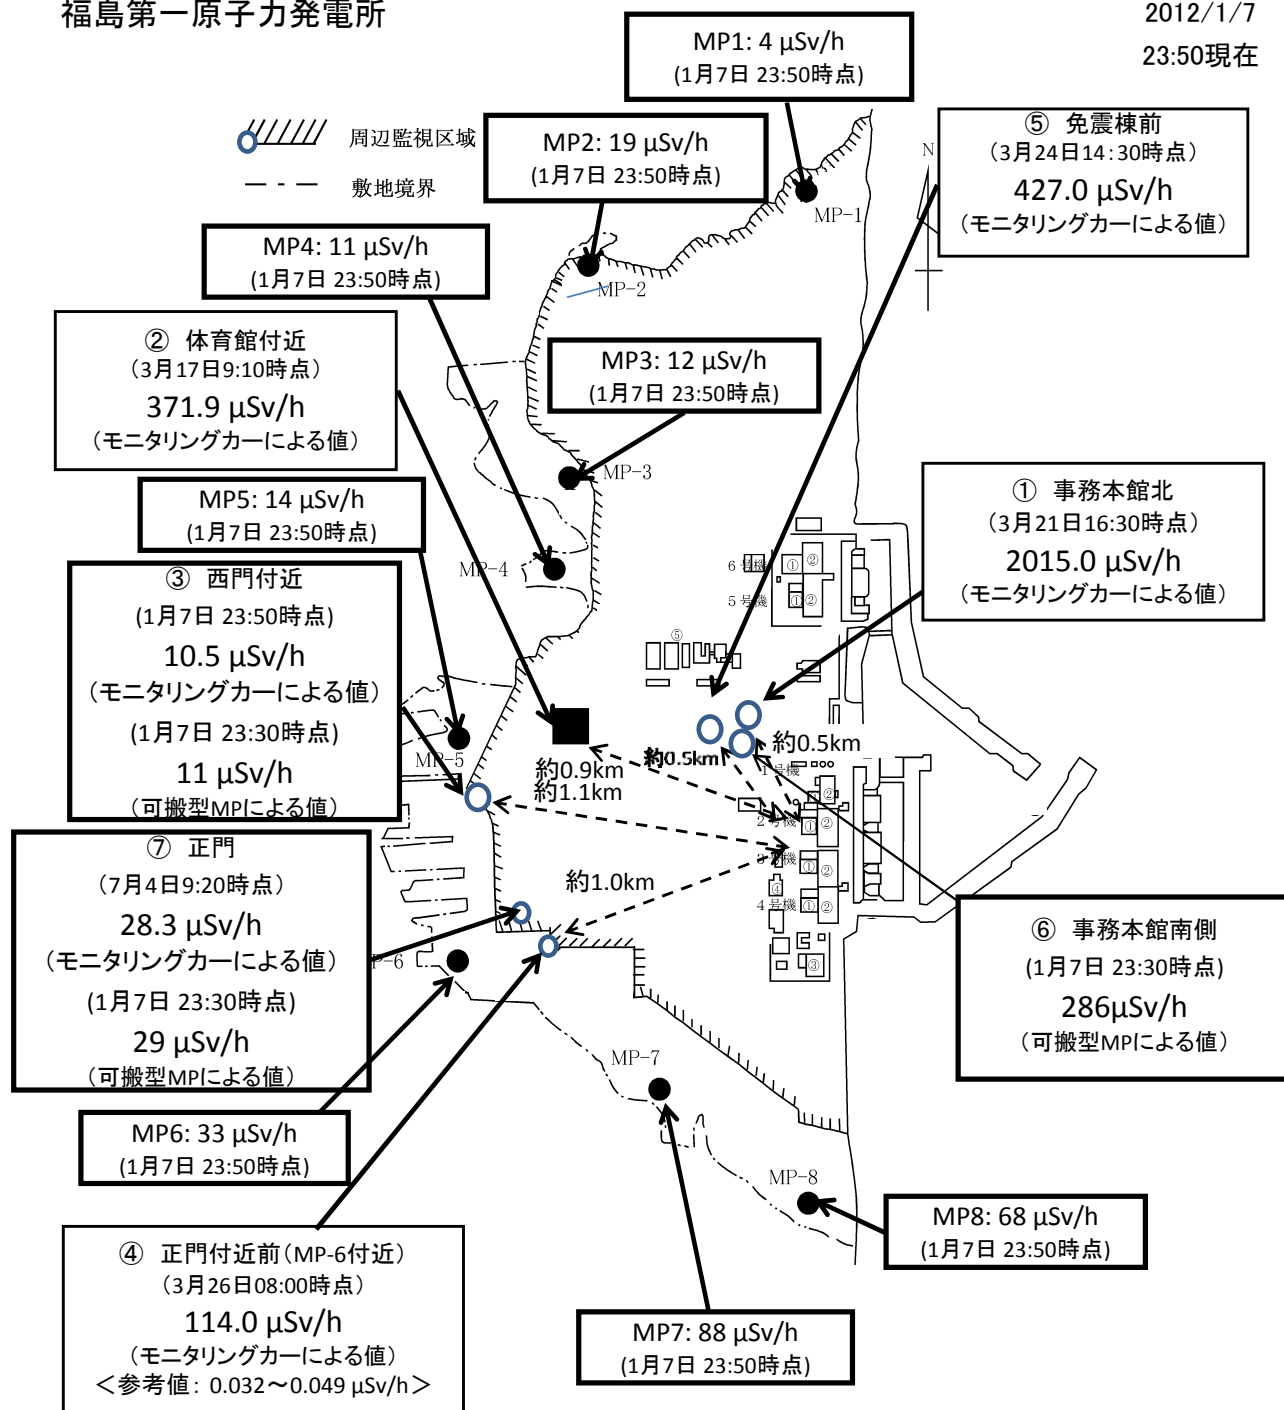 福島第一原子力発電所
2012/1/7
23:50現在
周辺監視区域
敷地境界
N
MP1: 4 µSv/h
(1月7日 23:50時点)
MP2: 19 µSv/h
(1月7日 23:50時点)
MP4: 11 µSv/h
(1月7日 23:50時点)
⑤ 免震棟前
(3月24日14:30時点)
427.0 µSv/h
(モニタリングカーによる値)
② 体育館付近
(3月17日9:10時点)
371.9 µSv/h
(モニタリングカーによる値)
MP3: 12 µSv/h
(1月7日 23:50時点)
MP5: 14 µSv/h
(1月7日 23:50時点)
① 事務本館北
(3月21日16:30時点)
2015.0 µSv/h
(モニタリングカーによる値)
③ 西門付近
(1月7日 23:50時点)
10.5 µSv/h
(モニタリングカーによる値)
(1月7日 23:30時点)
11 µSv/h
(可搬型MPによる値)
⑦ 正門
(7月4日9:20時点)
28.3 µSv/h
(モニタリングカーによる値)
(1月7日 23:30時点)
29 µSv/h
(可搬型MPによる値)
⑥ 事務本館南側
(1月7日 23:30時点)
286µSv/h
(可搬型MPによる値)
MP6: 33 µSv/h
(1月7日 23:50時点)
④ 正門付近前(MP-6付近)
(3月26日08:00時点)
114.0 µSv/h
(モニタリングカーによる値)
<参考値: 0.032～0.049 µSv/h>
MP7: 88 µSv/h
(1月7日 23:50時点)
MP8: 68 µSv/h
(1月7日 23:50時点)
MP-1
MP-2
MP-3
MP-4
MP-5
P-6
MP-7
MP-8
6号機
① ②
5号機
① ②
⑤
約0.5km
約0.5km
約0.9km
約1.1km
約1.0km
1号機
②
2号機
① ②
3号機
① ②
④
4号機
① ②
③